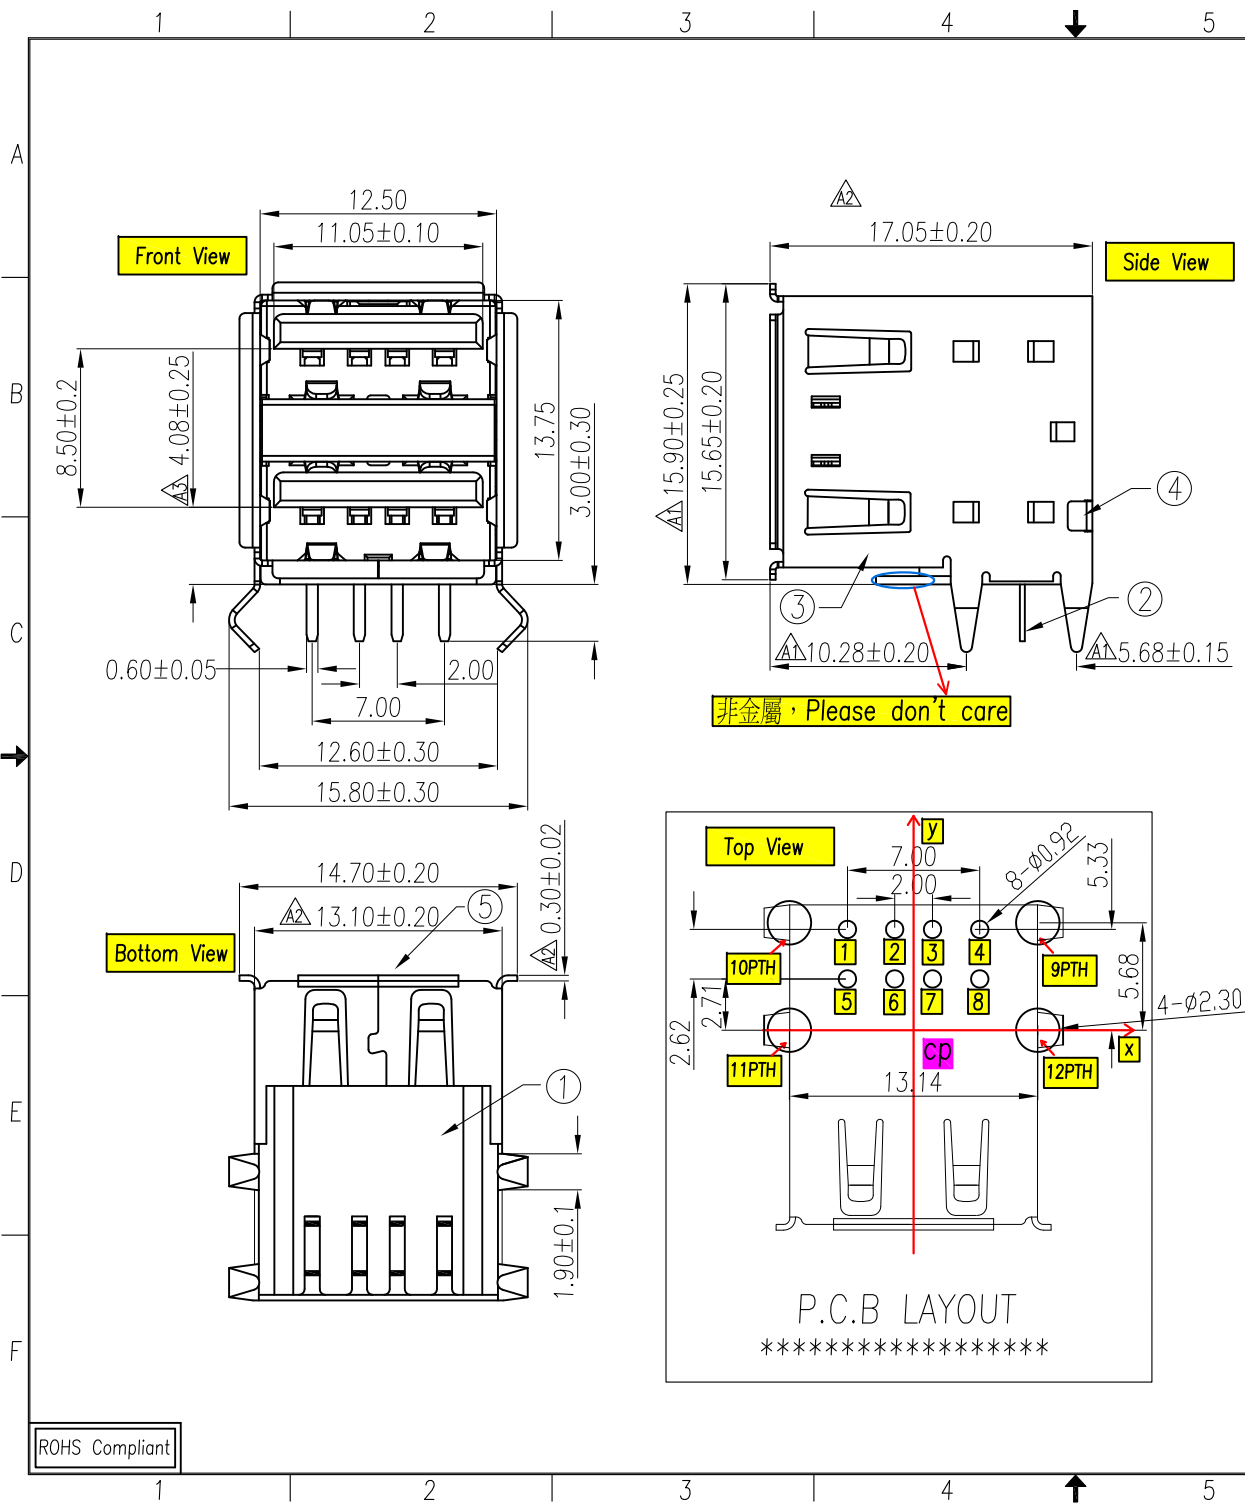 1 2 3 4 5
A
B
C
D
E
F
Front View
12.50
11.05±0.10
8.50±0.2
A3 4.08±0.25
13.75
3.00±0.30
0.60±0.05
2.00
7.00
12.60±0.30
15.80±0.30
A2
17.05±0.20
Side View
A1 15.90±0.25
15.65±0.20
4
3
2
A1 10.28±0.20
A1 5.68±0.15
非金屬，Please don't care
Bottom View
14.70±0.20
A2 13.10±0.20
5
A2 0.30±0.02
1
1.90±0.1
Top View
y
7.00
2.00
8-ø0.92
5.33
1 2 3 4
10PTH
9PTH
5 6 7 8
5.68
4-ø2.30
2.62
2.71
x
cp
11PTH
12PTH
13.14
P.C.B LAYOUT
******************
ROHS Compliant
1 2 3 4 5